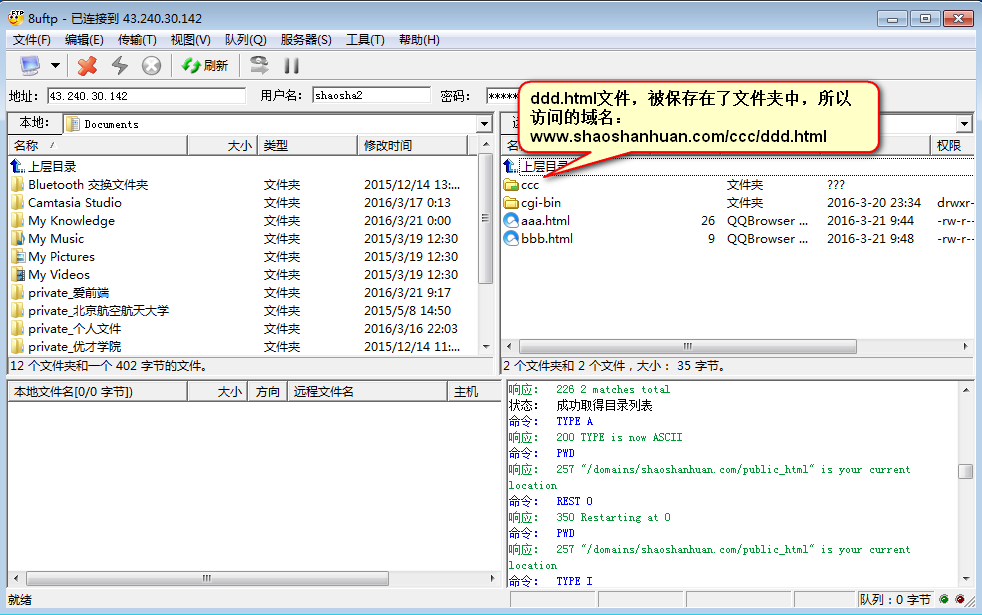 8uftp - 已连接到 43.240.30.142
文件(F) 编辑(E) 传输(T) 视图(V) 队列(Q) 服务器(S) 工具(T) 帮助(H)
刷新
地址: 43.240.30.142 用户名: shaosha2 密码: *****
ddd.html文件，被保存在了文件夹中，所以
访问的域名：
www.shaoshanhuan.com/ccc/ddd.html
本地: Documents
名称 大小 类型 修改时间
上层目录
Bluetooth 交换文件夹 文件夹 2015/12/14 13:...
Camtasia Studio 文件夹 2016/3/17 0:13
My Knowledge 文件夹 2016/3/21 0:00
My Music 文件夹 2015/3/19 12:30
My Pictures 文件夹 2015/3/19 12:30
My Videos 文件夹 2015/3/19 12:30
private_爱前端 文件夹 2016/3/21 9:17
private_北京航空航天大学 文件夹 2015/5/8 14:50
private_个人文件 文件夹 2016/3/16 22:03
private_优才学院 文件夹 2015/12/14 11:...
12 个文件夹和一个 402 字节的文件。
权限
上层目录
ccc 文件夹 ???
cgi-bin 文件夹 2016-3-20 23:34 drwxr-
aaa.html 26 QQBrowser ... 2016-3-21 9:44 -rw-r--
bbb.html 9 QQBrowser ... 2016-3-21 9:48 -rw-r--
2 个文件夹和 2 个文件，大小： 35 字节。
本地文件名[0/0 字节]) 大小 方向 远程文件名 主机
响应: 226 2 matches total
状态: 成功取得目录列表
命令: TYPE A
响应: 200 TYPE is now ASCII
命令: PWD
响应: 257 "/domains/shaoshanhuan.com/public_html" is your current
location
命令: REST 0
响应: 350 Restarting at 0
命令: PWD
响应: 257 "/domains/shaoshanhuan.com/public_html" is your current
location
命令: TYPE I
就绪 队列：0 字节